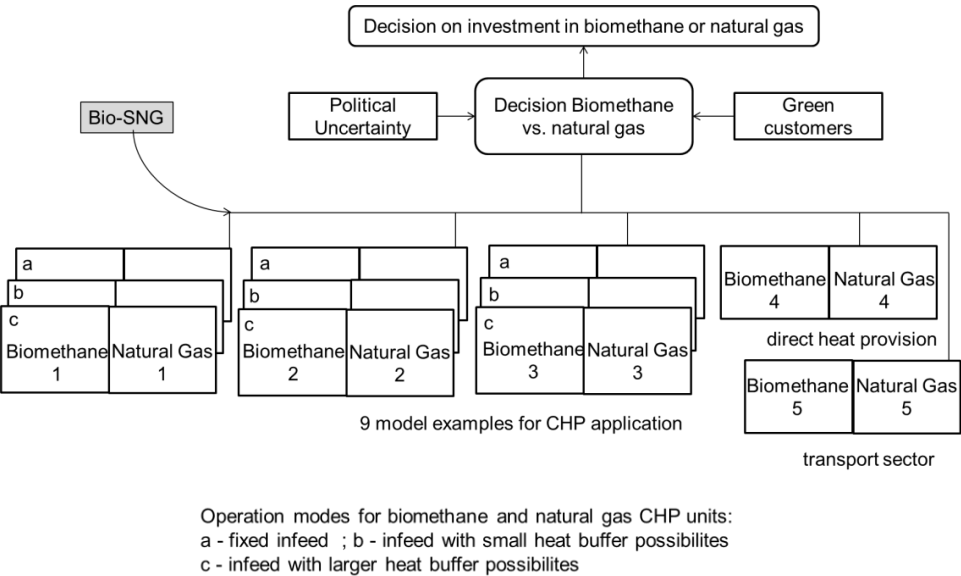 Decision on investment in biomethane or natural gas
Bio-SNG
Political
Uncertainty
Decision Biomethane
vs. natural gas
Green
customers
a
b
c
Biomethane
1
Natural Gas
1
a
b
c
Biomethane
2
Natural Gas
2
a
b
c
Biomethane
3
Natural Gas
3
Biomethane
4
Natural Gas
4
direct heat provision
Biomethane
5
Natural Gas
5
transport sector
9 model examples for CHP application
Operation modes for biomethane and natural gas CHP units:
a - fixed infeed ; b - infeed with small heat buffer possibilites
c - infeed with larger heat buffer possibilites